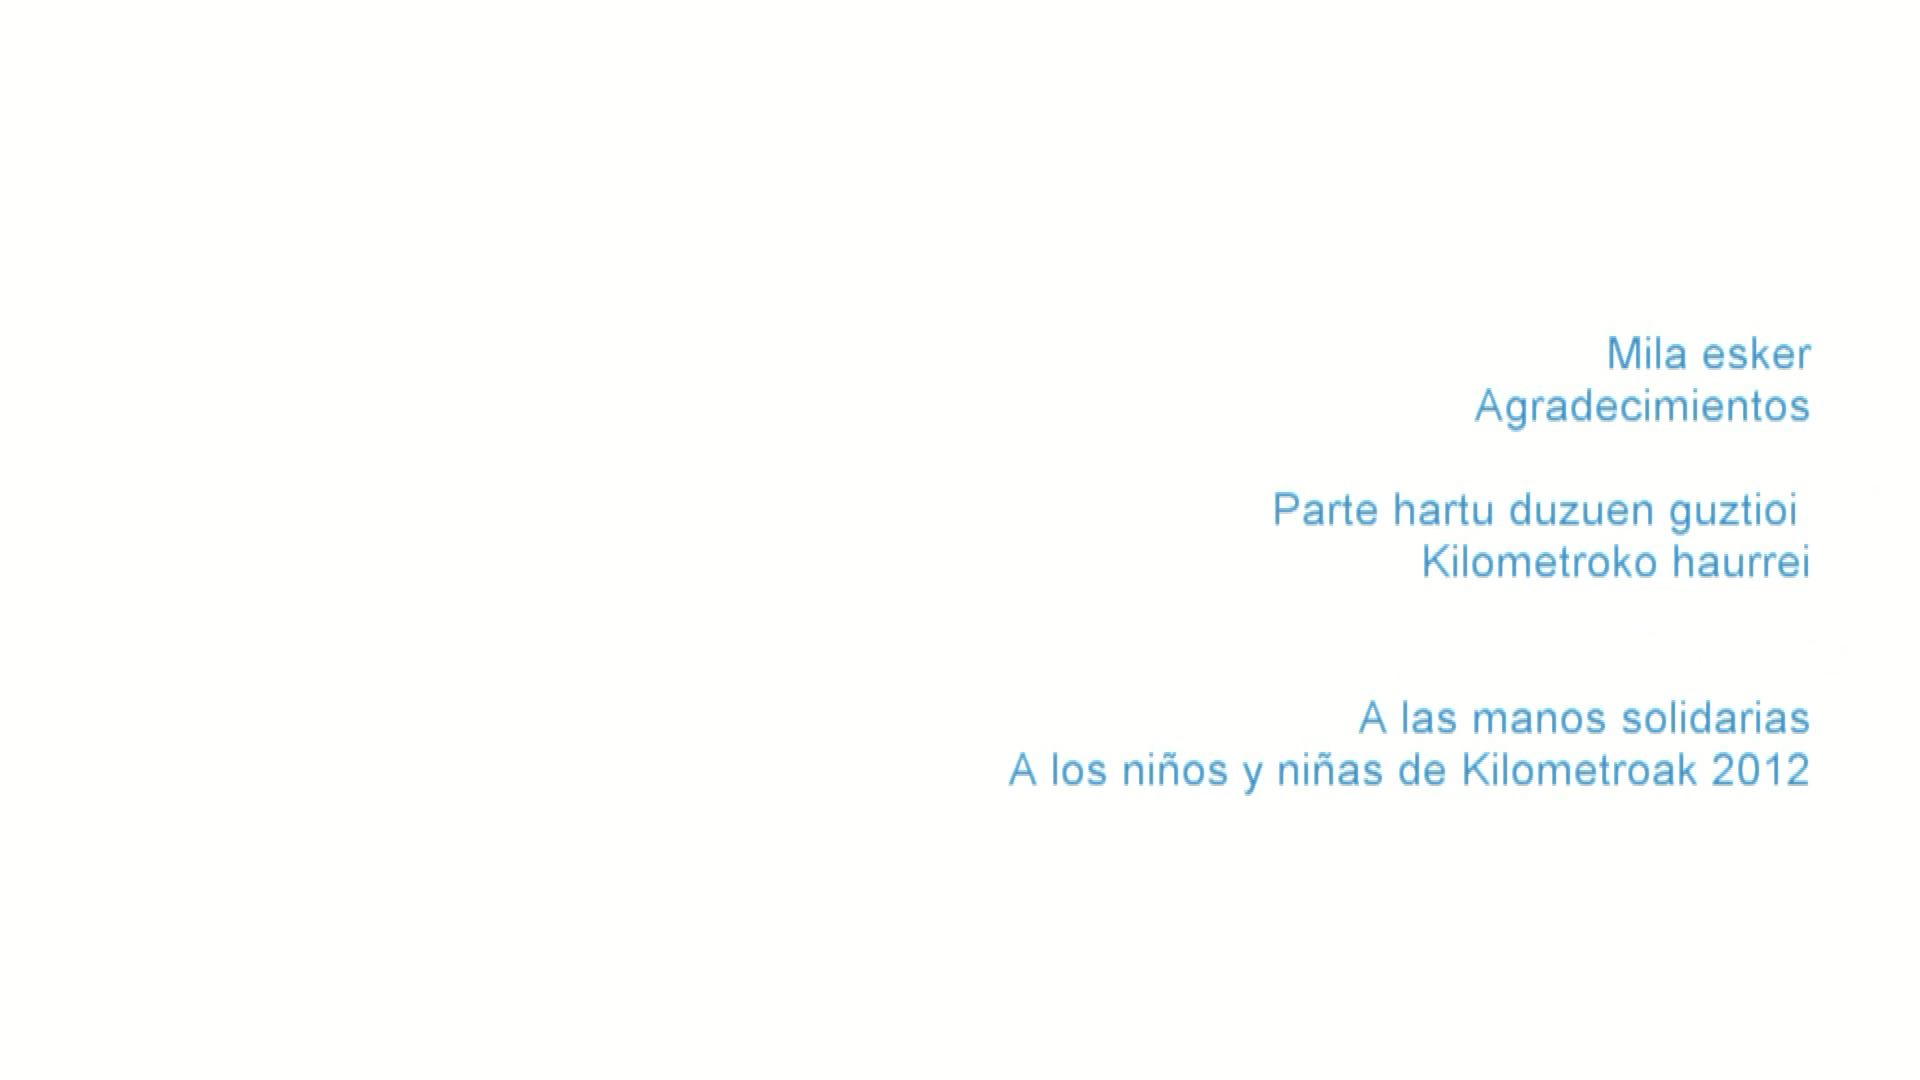 Mila esker
Agradecimientos
Parte hartu duzuen guztioi
Kilometroko haurrei
A las manos solidarias
A los niños y niñas de Kilometroak 2012